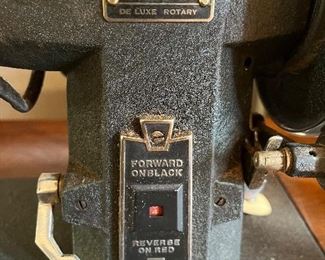 DE LUXE ROTARY
FORWARD
ON BLACK
REVERSE
ON RED